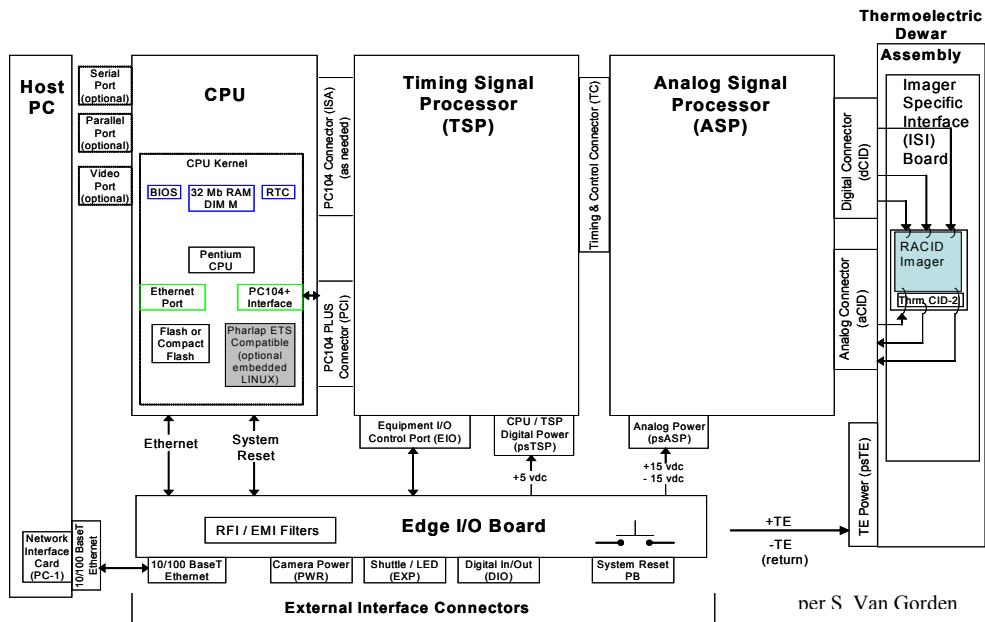 Thermoelectric
Dewar
Assembly
Host
PC
Serial
Port
(optional)
Parallel
Port
(optional)
Video
Port
(optional)
CPU
CPU Kernel
BIOS
32 Mb RAM
DIM M
RTC
Pentium
CPU
Ethernet
Port
PC104+
Interface
Flash or
Compact
Flash
Pharlap ETS
Compatible
(optional
embedded
LINUX)
PC104 Connector (ISA)
(as needed)
PC104 PLUS
Connector (PCI)
Timing Signal
Processor
(TSP)
Timing & Control Connector (TC)
Analog Signal
Processor
(ASP)
Digital Connector
(dCID)
Analog Connector
(aCID)
Imager
Specific
Interface
(ISI)
Board
RACID
Imager
Thrm CID-2
Ethernet
System
Reset
Equipment I/O
Control Port (EIO)
CPU / TSP
Digital Power
(psTSP)
+5 vdc
Analog Power
(psASP)
+15 vdc
- 15 vdc
TE Power (psTE)
RFI / EMI Filters
Edge I/O Board
+TE
-TE
(return)
Network
Interface
Card
(PC-1)
10/100 BaseT
Ethernet
10/100 BaseT
Ethernet
Camera Power
(PWR)
Shuttle / LED
(EXP)
Digital In/Out
(DIO)
System Reset
PB
External Interface Connectors
per S. Van Gorden